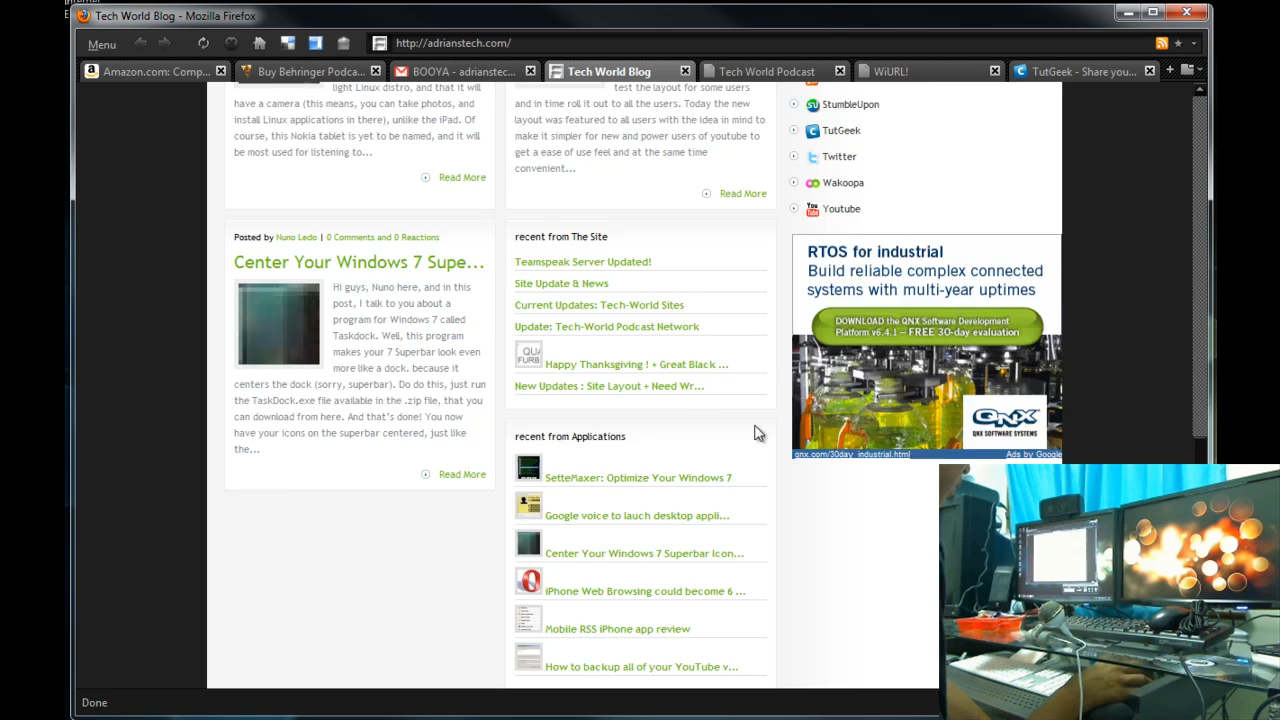 Tech World Blog - Mozilla Firefox
Menu
http://adrianstech.com/
Amazon.com: Comp...
Buy Behringer Podca...
BOOYA - adrianstec...
Tech World Blog
Tech World Podcast
WiURL!
TutGeek - Share you...
light Linux distro, and that it will
have a camera (this means, you can take photos, and
install Linux applications in there), unlike the iPad. Of
course, this Nokia tablet is yet to be named, and it will
be most used for listening to...
Read More
test the layout for some users
and in time roll it out to all the users. Today the new
layout was featured to all users with the idea in mind to
make it simpler for new and power users of youtube to
get a ease of use feel and at the same time
convenient...
Read More
StumbleUpon
TutGeek
Twitter
Wakoopa
You
Tube
Youtube
Posted by Nuno Ledo | 0 Comments and 0 Reactions
Center Your Windows 7 Supe...
Hi guys, Nuno here, and in this
post, I talk to you about a
program for Windows 7 called
Taskdock. Well, this program
makes your 7 Superbar look even
more like a dock, because it
centers the dock (sorry, superbar). Do do this, just run
the TaskDock.exe file available in the .zip file, that you
can download from here. And that's done! You now
have your icons on the superbar centered, just like
the...
Read More
recent from The Site
Teamspeak Server Updated!
Site Update & News
Current Updates: Tech-World Sites
Update: Tech-World Podcast Network
QUA
FURB
Happy Thanksgiving ! + Great Black ...
New Updates : Site Layout + Need Wr...
recent from Applications
SetteMaxer: Optimize Your Windows 7
Google voice to lauch desktop appli...
Center Your Windows 7 Superbar Icon...
iPhone Web Browsing could become 6 ...
Mobile RSS iPhone app review
How to backup all of your YouTube v...
RTOS for industrial
Build reliable complex connected
systems with multi-year uptimes
DOWNLOAD the QNX Software Development
Platform v6.4.1 – FREE 30-day evaluation
QNX
QNX SOFTWARE SYSTEMS
qnx.com/30day_industrial.html
Ads by Google
Done